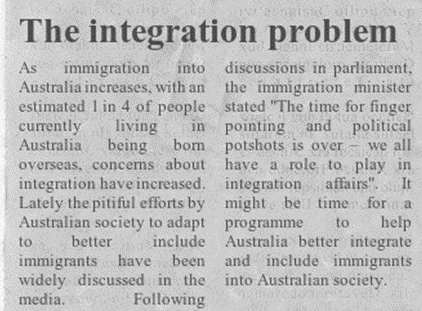 The integration problem
As immigration into
Australia increases, with an
estimated 1 in 4 of people
currently living in
Australia being born
overseas, concerns about
integration have increased.
Lately the pitiful efforts by
Australian society to adapt
to better include
immigrants have been
widely discussed in the
media. Following
discussions in parliament,
the immigration minister
stated "The time for finger
pointing and political
potshots is over – we all
have a role to play in
integration affairs". It
might be time for a
programme to help
Australia better integrate
and include immigrants
into Australian society.